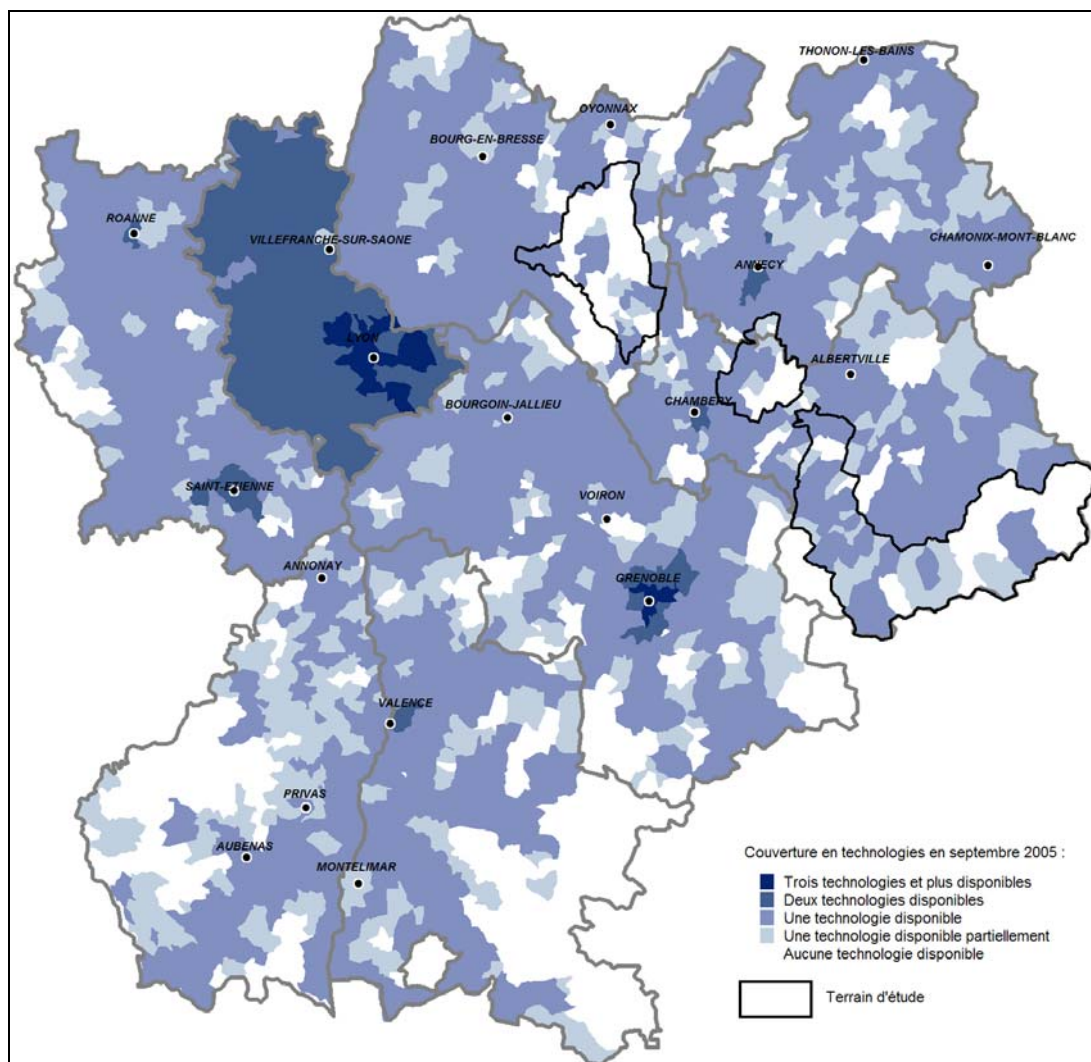 THONON-LES-BAINS
OYONNAX
BOURG-EN-BRESSE
ROANNE
VILLEFRANCHE-SUR-SAONE
CHAMONIX-MONT-BLANC
ANNECY
LYON
ALBERTVILLE
BOURGOIN-JALLIEU
CHAMBERY
SAINT-ETIENNE
VOIRON
ANNONAY
GRENOBLE
VALENCE
PRIVAS
AUBENAS
MONTELIMAR
Couverture en technologies en septembre 2005 :
Trois technologies et plus disponibles
Deux technologies disponibles
Une technologie disponible
Une technologie disponible partiellement
Aucune technologie disponible
Terrain d'étude